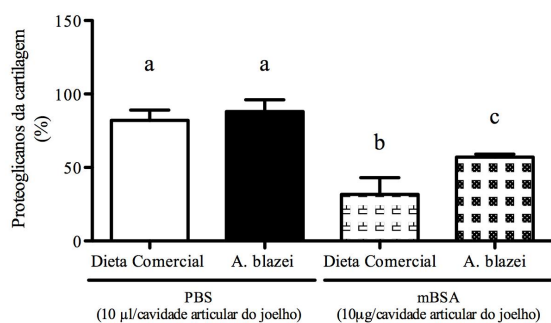 150
a a
100
b c
50
0
Proteoglicanos da cartilagem
(%)
Dieta Comercial A. blazei Dieta Comercial A. blazei
PBS mBSA
(10 µl/cavidade articular do joelho) (10µg/cavidade articular do joelho)